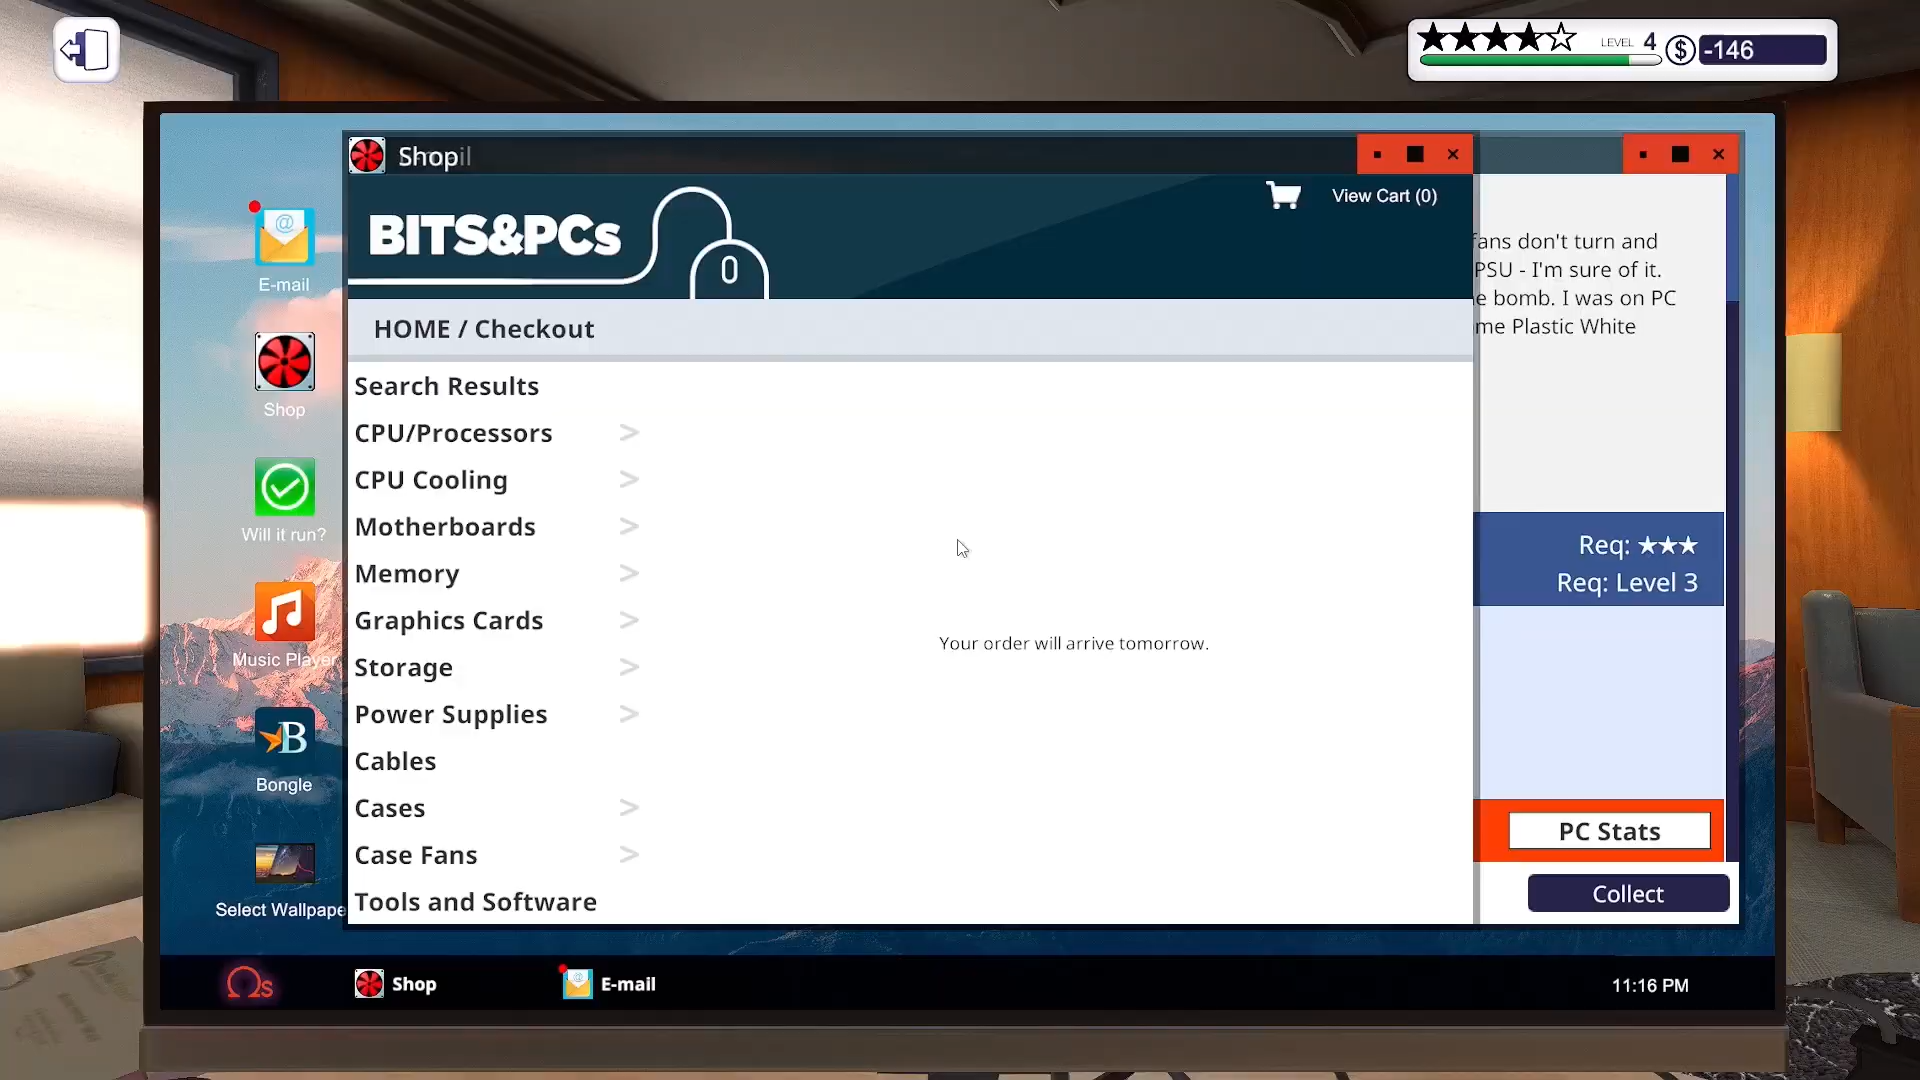 LEVEL 4 $ -146
Shop
BITS&PCs
View Cart (0)
HOME / Checkout
Search Results
CPU/Processors >
CPU Cooling >
Motherboards >
Memory >
Graphics Cards >
Storage >
Power Supplies >
Cables
Cases >
Case Fans >
Tools and Software
Your order will arrive tomorrow.
fans don't turn and
PSU - I'm sure of it.
e bomb. I was on PC
me Plastic White
Req: ★★★
Req: Level 3
PC Stats
Collect
E-mail
Shop
Will it run?
Music Player
Bongle
Select Wallpape
Ωs
Shop
E-mail
11:16 PM